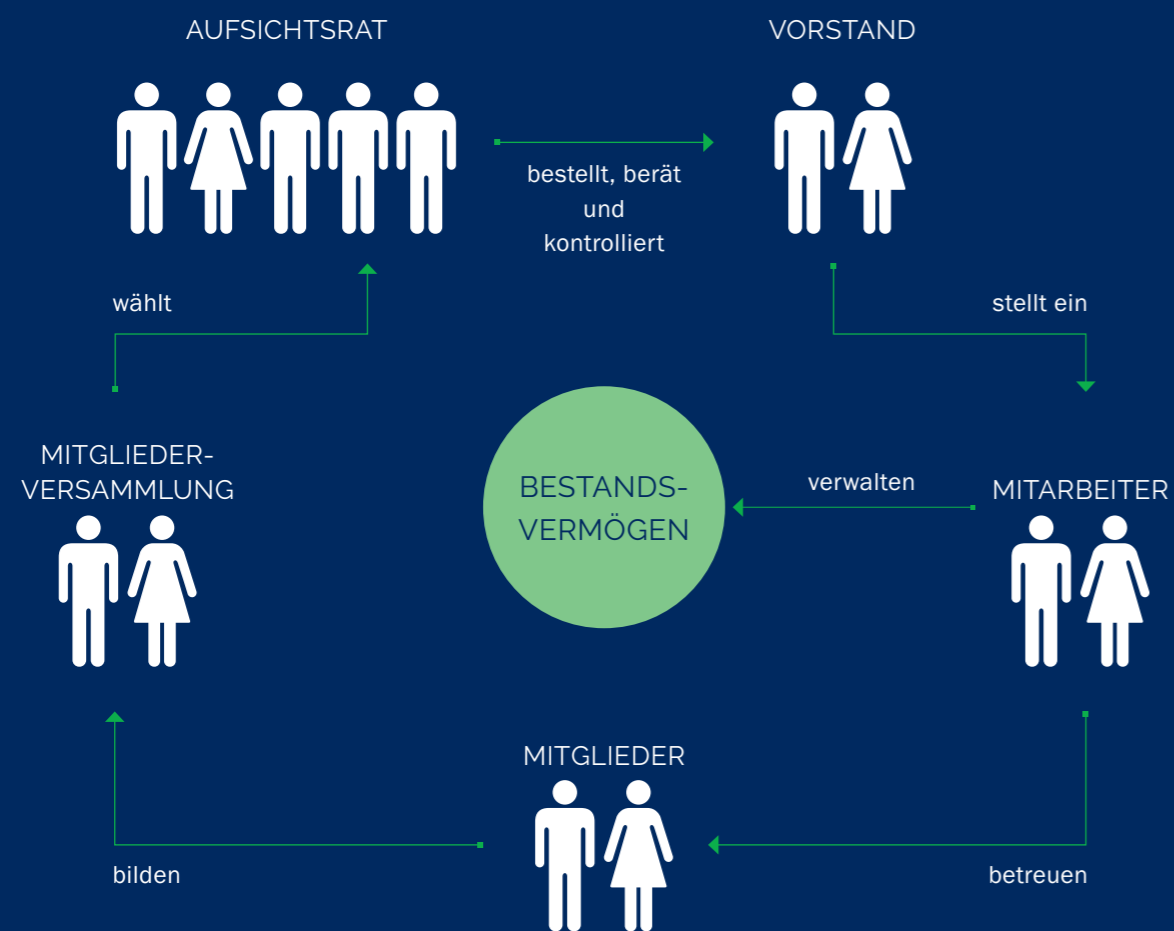 AUFSICHTSRAT
VORSTAND
bestellt, berät
und
kontrolliert
wählt
stellt ein
MITGLIEDER-
VERSAMMLUNG
BESTANDS-
VERMÖGEN
verwalten
MITARBEITER
MITGLIEDER
bilden
betreuen